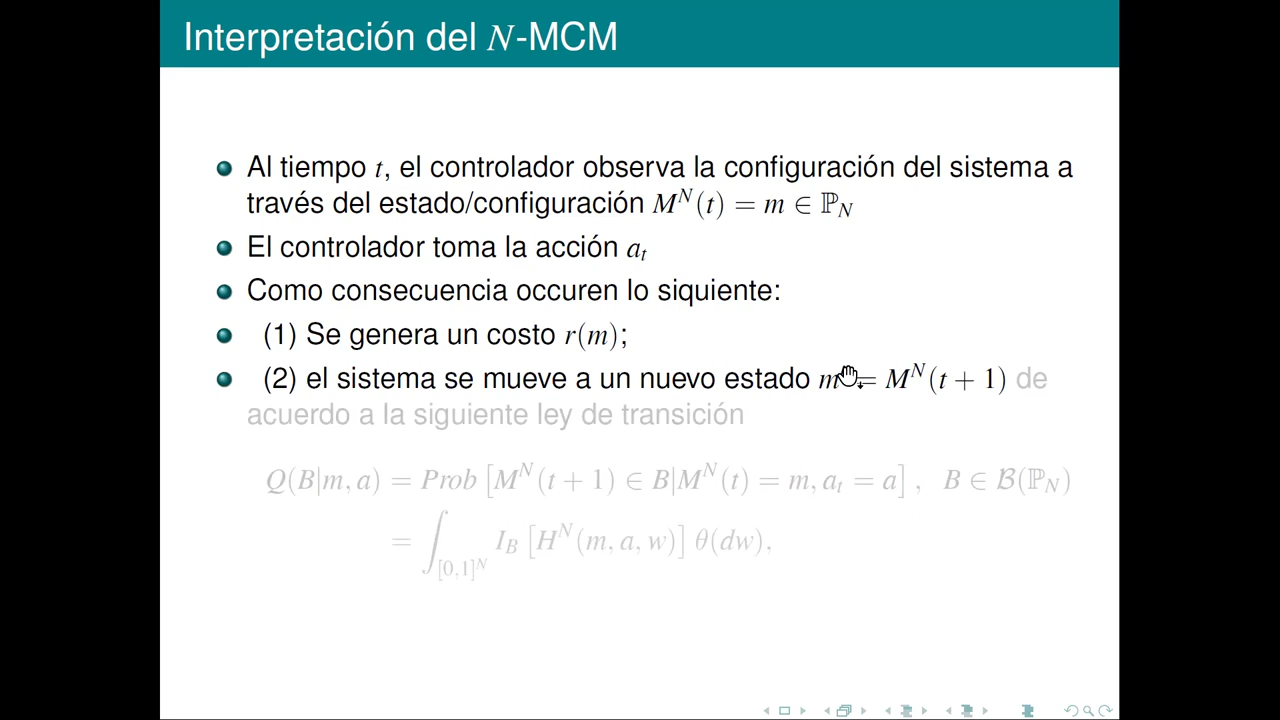 Interpretación del N-MCM
Al tiempo t, el controlador observa la configuración del sistema a
través del estado/configuración M^N(t) = m ∈ ℙ_N
El controlador toma la acción a_t
Como consecuencia occuren lo siquiente:
(1) Se genera un costo r(m);
(2) el sistema se mueve a un nuevo estado m = M^N(t + 1) de
acuerdo a la siguiente ley de transición
Q(B|m, a) = Prob [M^N(t + 1) ∈ B|M^N(t) = m, a_t = a], B ∈ ℬ(ℙ_N)
= ∫_{[0,1]^N} I_B [H^N(m, a, w)] θ(dw),